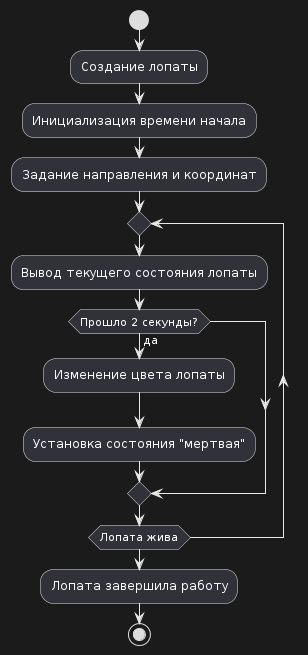 Создание лопаты
Инициализация времени начала
Задание направления и координат
Вывод текущего состояния лопаты
Прошло 2 секунды?
да
Изменение цвета лопаты
Установка состояния "мертвая"
Лопата жива
Лопата завершила работу